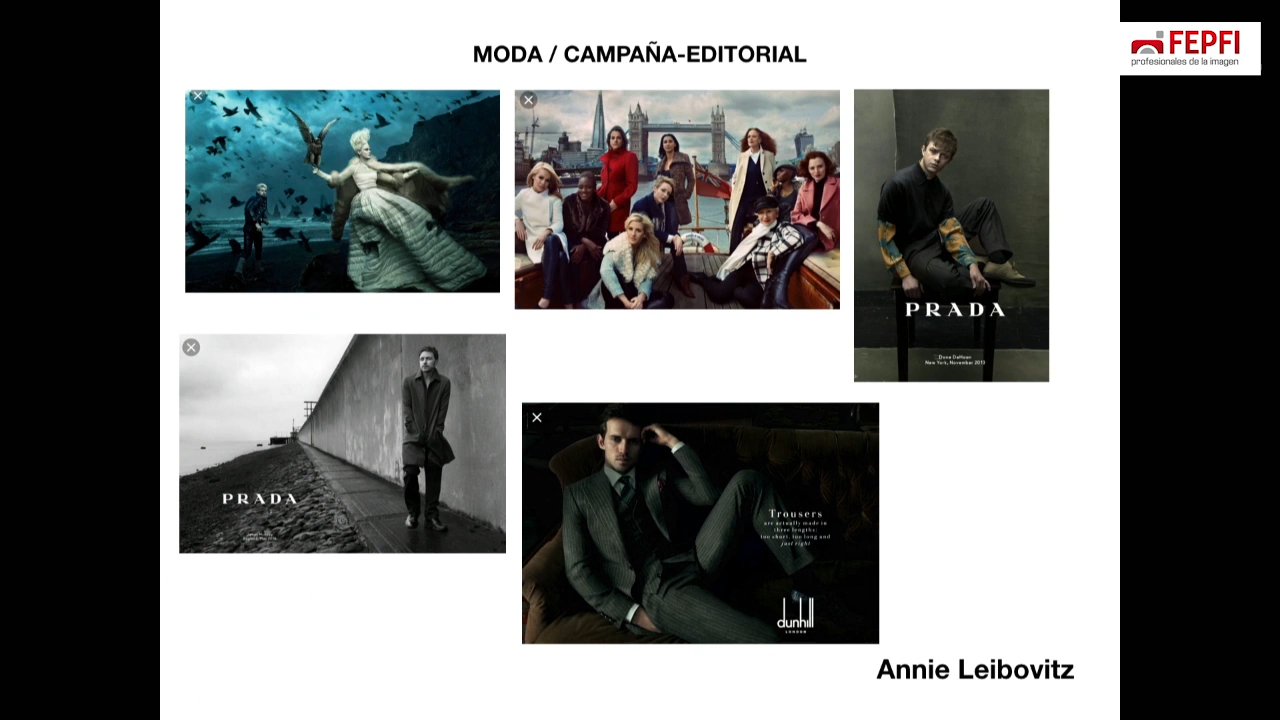 MODA / CAMPAÑA-EDITORIAL
FEPFI
profesionales de la imagen
PRADA
Dane DeHaan
New York, November 2013
PRADA
Trousers
are actually made in
three lengths:
too short, too long and
just right
dunhill
LONDON
Annie Leibovitz